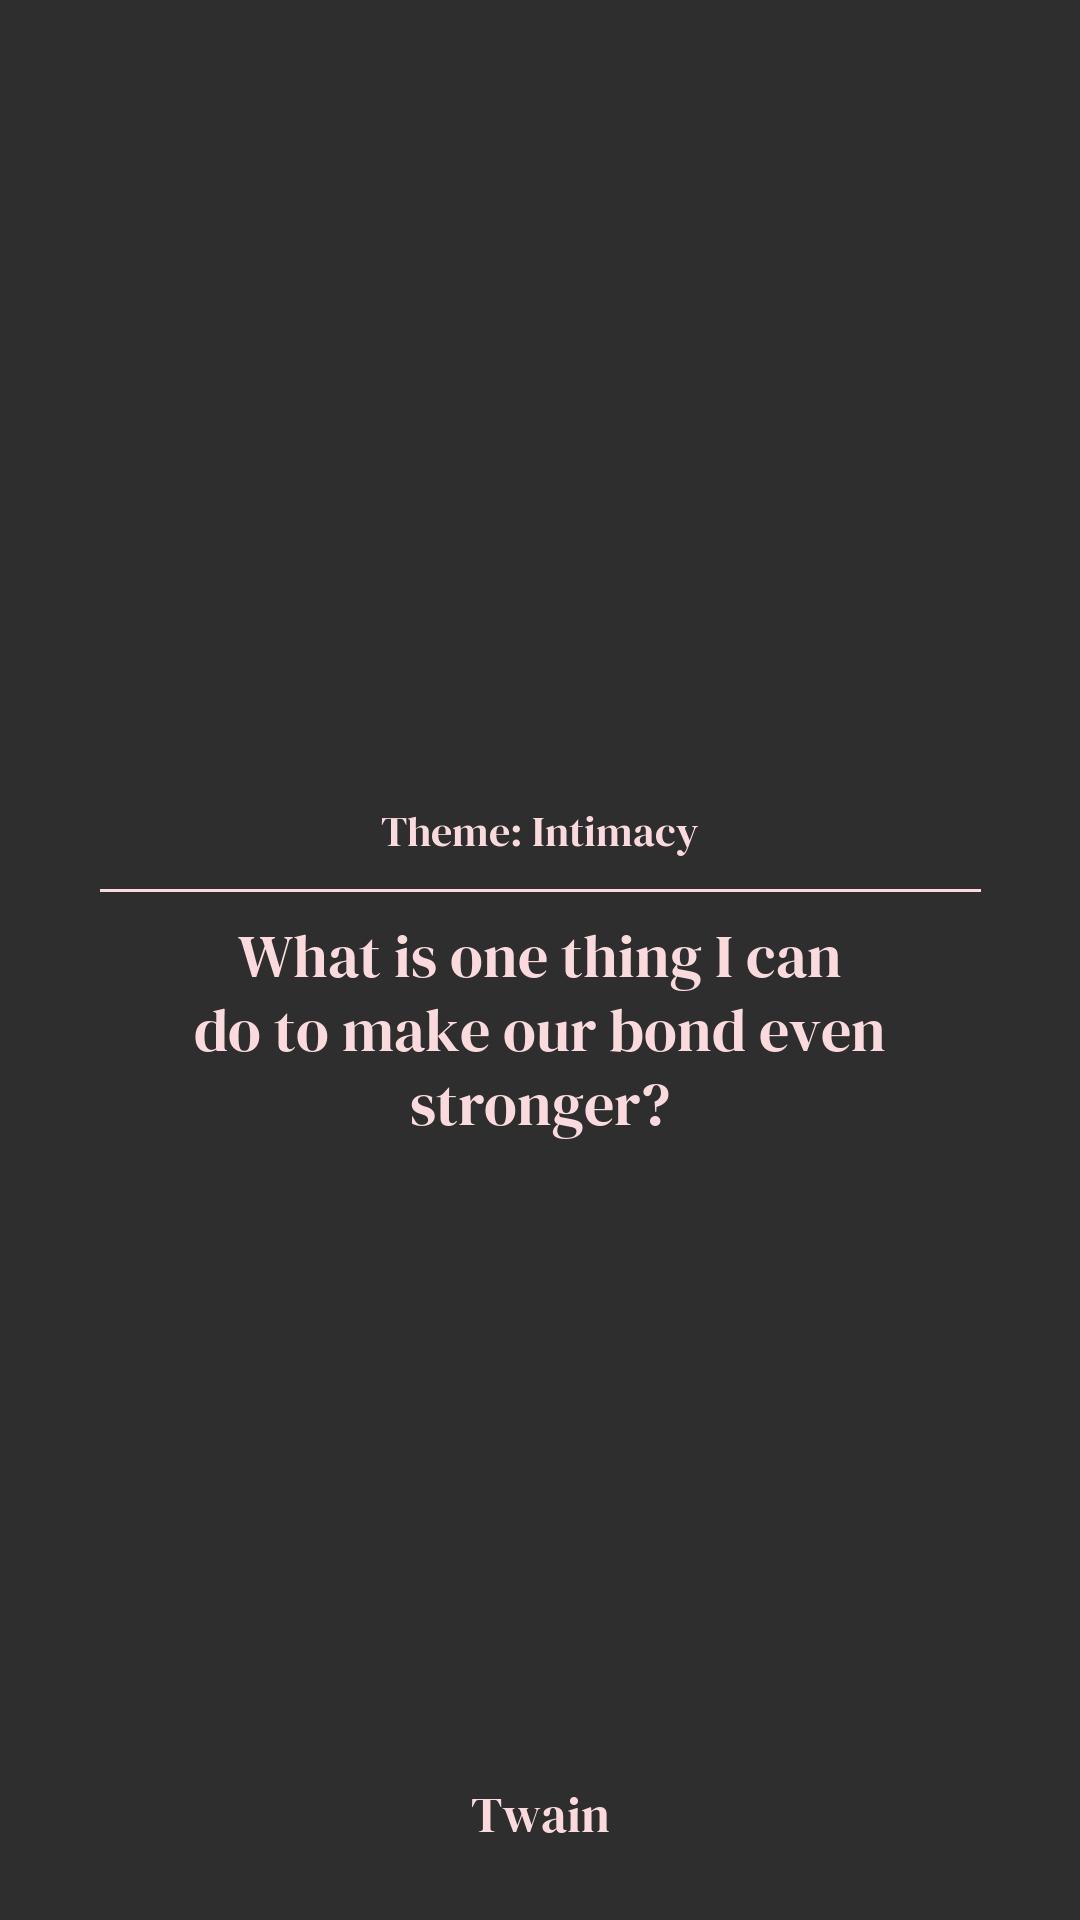 Theme: Intimacy
What is one thing I can
do to make our bond even
stronger?
Twain